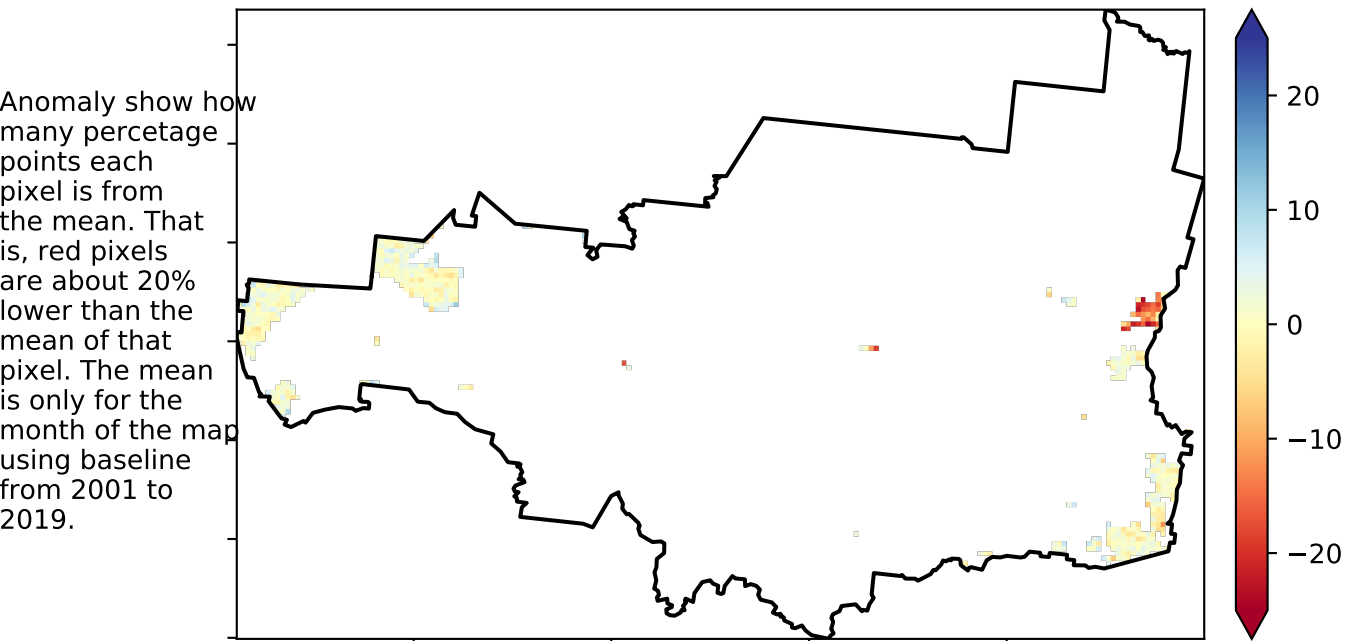 Anomaly show how
many percetage
points each
pixel is from
the mean. That
is, red pixels
are about 20%
lower than the
mean of that
pixel. The mean
is only for the
month of the map
using baseline
from 2001 to
2019.
20
10
0
−10
−20